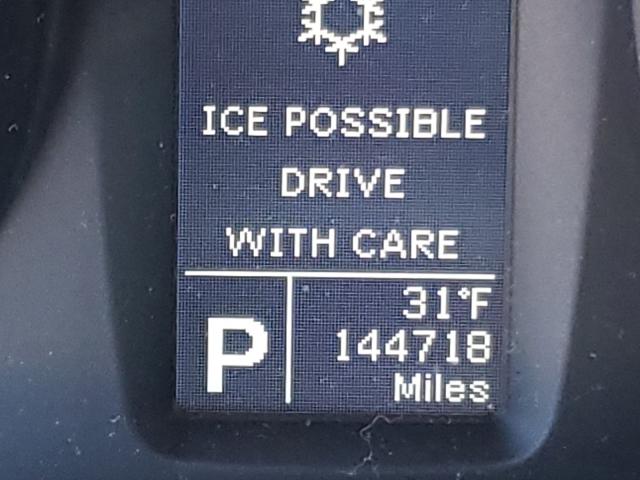 ICE POSSIBLE
DRIVE
WITH CARE
P
31°F
144718
Miles